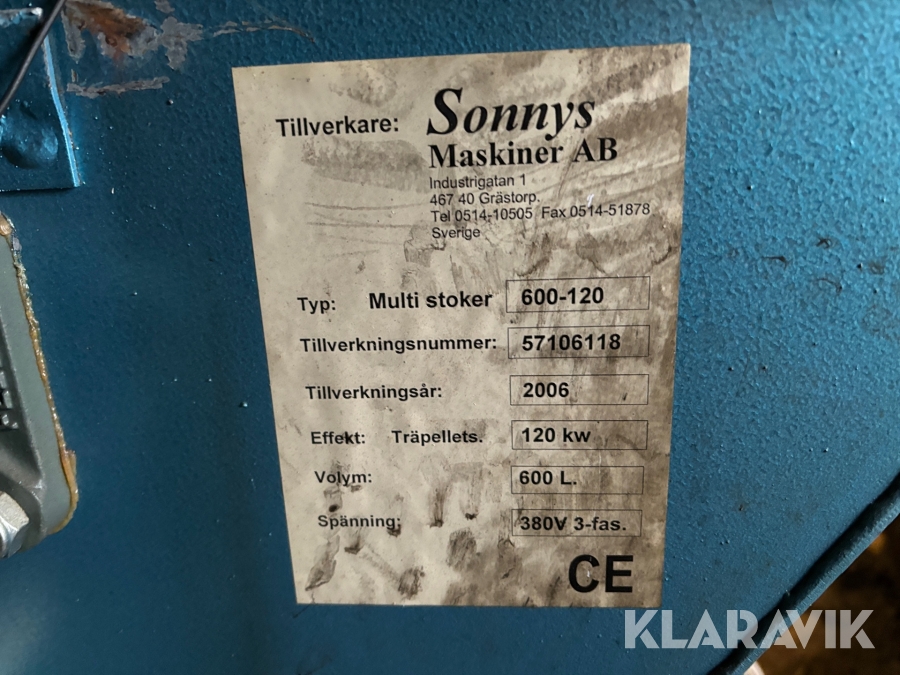 Tillverkare: Sonnys
Maskiner AB
Industrigatan 1
467 40 Grästorp.
Tel 0514-10505 Fax 0514-51878
Sverige
Typ: Multi stoker 600-120
Tillverkningsnummer: 57106118
Tillverkningsår: 2006
Effekt: Träpellets. 120 kw
Volym: 600 L.
Spänning; 380V 3-fas.
CE
KLARAVIK